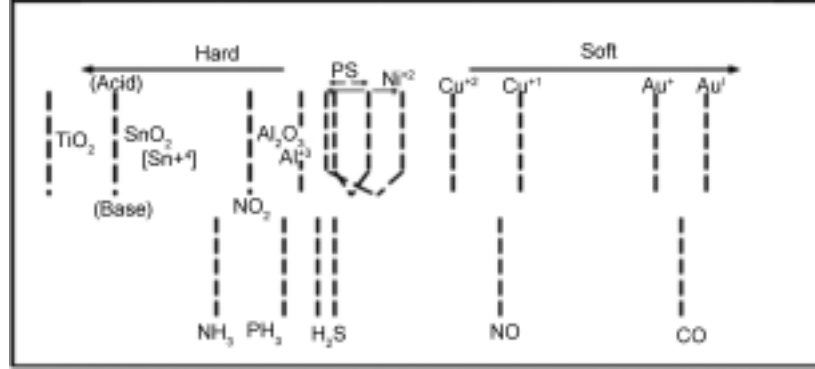 Hard
Soft
(Acid)
PS
Ni⁺²
Cu⁺²
Cu⁺¹
Au⁺
TiO₂
SnO₂
[Sn+⁴]
Al₂O₃
Al⁺³
(Base)
NO₂
NH₃
PH₃
H₂S
NO
CO